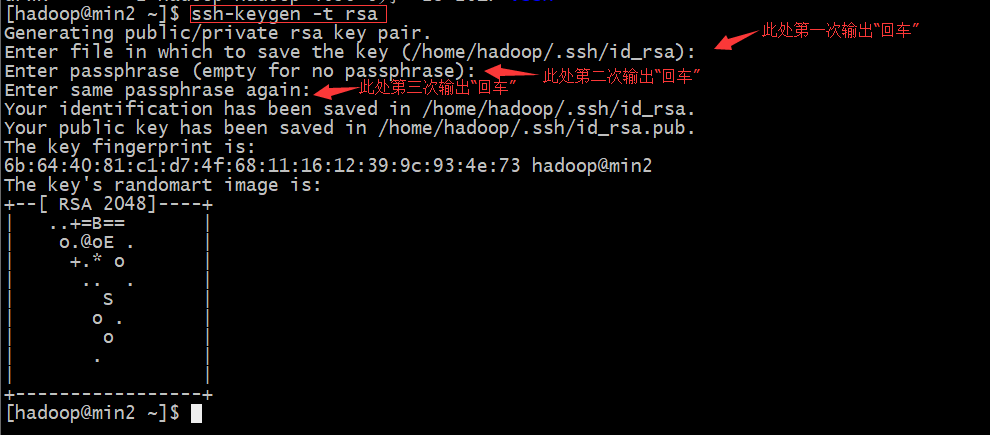 [hadoop@min2 ~]$ ssh-keygen -t rsa
Generating public/private rsa key pair.
Enter file in which to save the key (/home/hadoop/.ssh/id_rsa): 此处第一次输出“回车”
Enter passphrase (empty for no passphrase): 此处第二次输出“回车”
Enter same passphrase again: 此处第三次输出“回车”
Your identification has been saved in /home/hadoop/.ssh/id_rsa.
Your public key has been saved in /home/hadoop/.ssh/id_rsa.pub.
The key fingerprint is:
6b:64:40:81:c1:d7:4f:68:11:16:12:39:9c:93:4e:73 hadoop@min2
The key's randomart image is:
+--[ RSA 2048]----+
|   ..+=B==       |
|    o.@oE .      |
|     +.* o       |
|      ..  .      |
|        S        |
|       o .       |
|        o        |
|       .         |
|                 |
+-----------------+
[hadoop@min2 ~]$